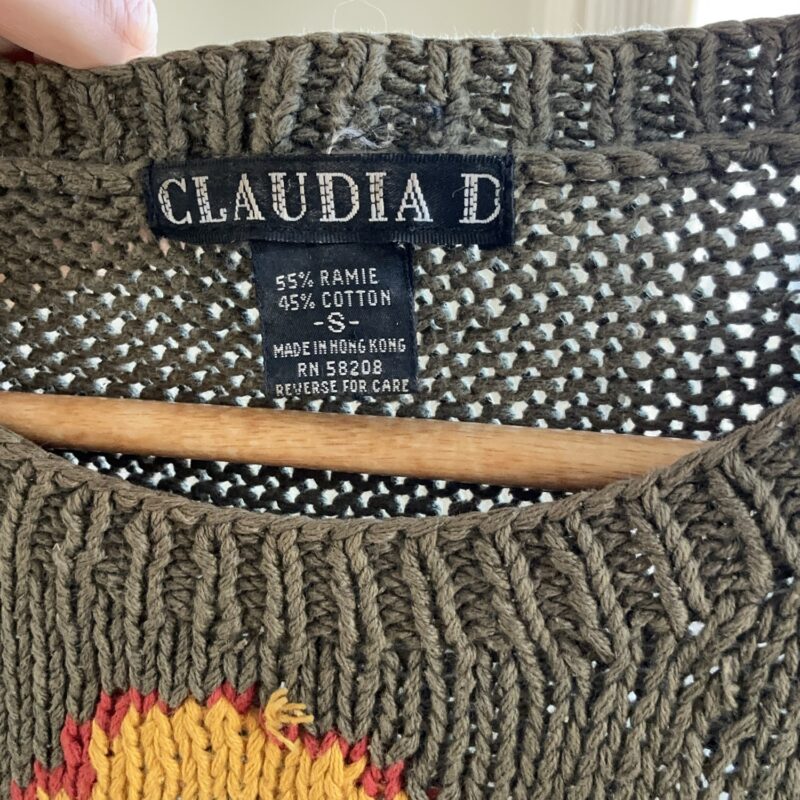 CLAUDIA D
55% RAMIE
45% COTTON
-S-
MADE IN HONG KONG
RN 58208
REVERSE FOR CARE